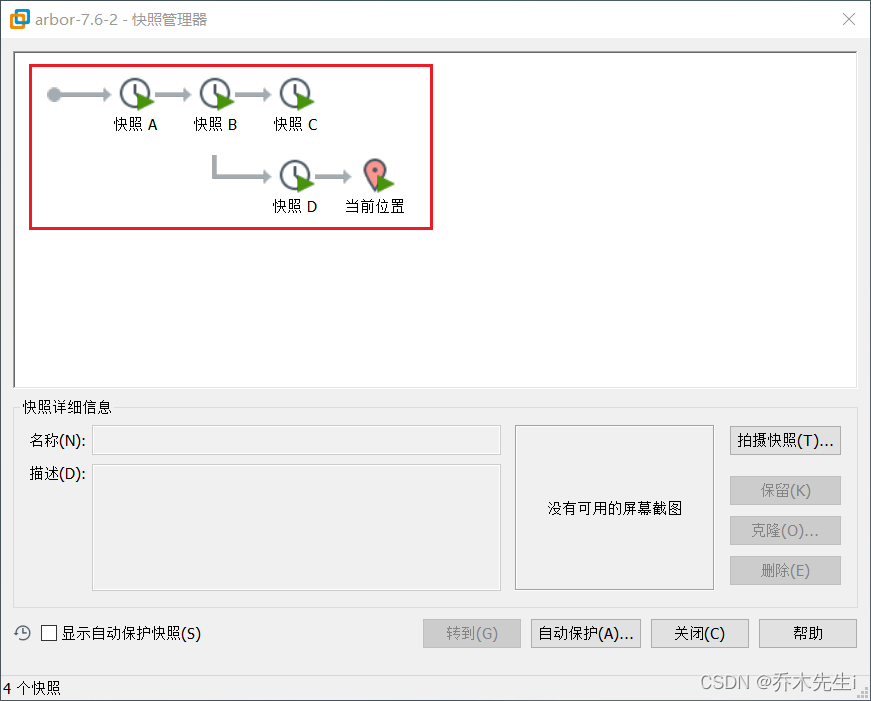 arbor-7.6-2 - 快照管理器
快照 A 快照 B 快照 C
快照 D 当前位置
快照详细信息
名称(N):
拍摄快照(T)...
描述(D):
保留(K)
没有可用的屏幕截图
克隆(O)...
删除(E)
显示自动保护快照(S) 转到(G) 自动保护(A)... 关闭(C) 帮助
4 个快照
CSDN @乔木先生i